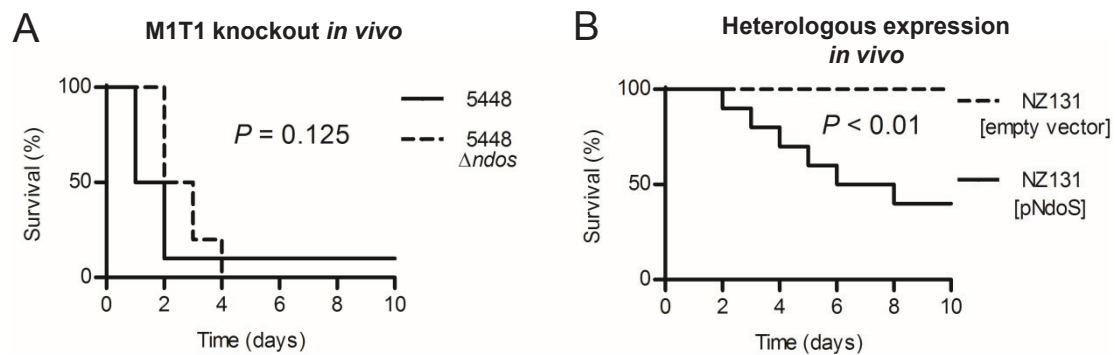 A
M1T1 knockout in vivo
Survival (%)
100
50
0
0 2 4 6 8 10
Time (days)
P = 0.125
5448
5448
Δndos
B
Heterologous expression
in vivo
Survival (%)
100
50
0
0 2 4 6 8 10
Time (days)
P < 0.01
NZ131
[empty vector]
NZ131
[pNdoS]